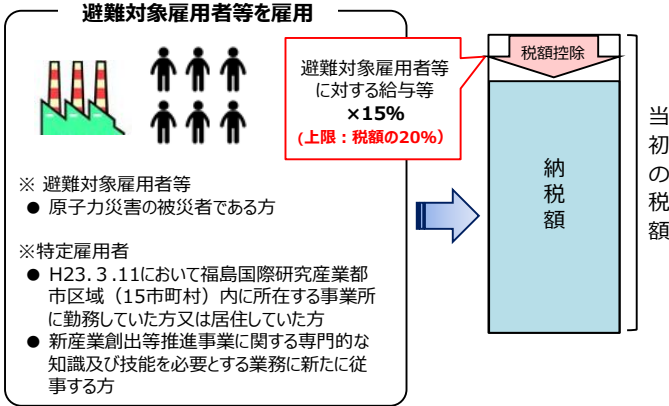 避難対象雇用者等を雇用
避難対象雇用者等
に対する給与等
×15%
(上限：税額の20%)
税額控除
納税額
当初の税額
※ 避難対象雇用者等
● 原子力災害の被災者である方
※特定雇用者
● H23.３.11において福島国際研究産業都
市区域（15市町村）内に所在する事業所
に勤務していた方又は居住していた方
● 新産業創出等推進事業に関する専門的な
知識及び技能を必要とする業務に新たに従
事する方